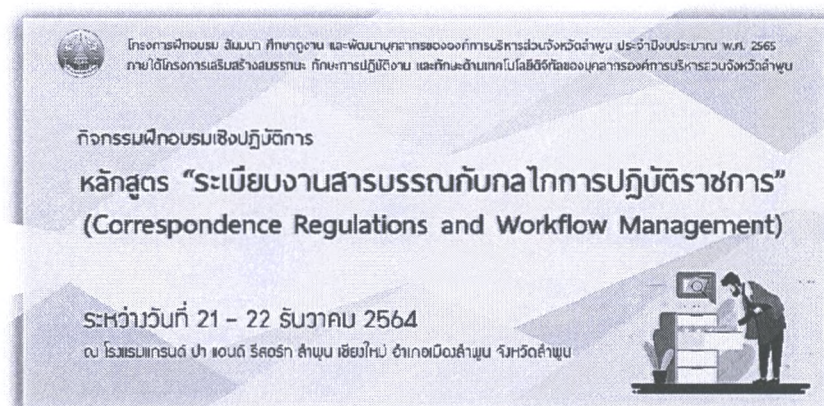 โครงการฝึกอบรม สัมมนา ศึกษาดูงาน และพัฒนาบุคลากรขององค์การบริหารส่วนจังหวัดลำพูน ประจำปีงบประมาณ พ.ศ. 2565
ภายใต้โครงการเสริมสร้างสมรรถนะ ทักษะการปฏิบัติงาน และทักษะด้านเทคโนโลยีดิจิทัลของบุคลากรองค์การบริหารส่วนจังหวัดลำพูน
กิจกรรมฝึกอบรมเชิงปฏิบัติการ
หลักสูตร “ระเบียบงานสารบรรณกับกลไกการปฏิบัติราชการ”
(Correspondence Regulations and Workflow Management)
ระหว่างวันที่ 21 - 22 ธันวาคม 2564
ณ โรงแรมแกรนด์ ปา แอนด์ รีสอร์ท ลำพูน เชียงใหม่ อำเภอเมืองลำพูน จังหวัดลำพูน